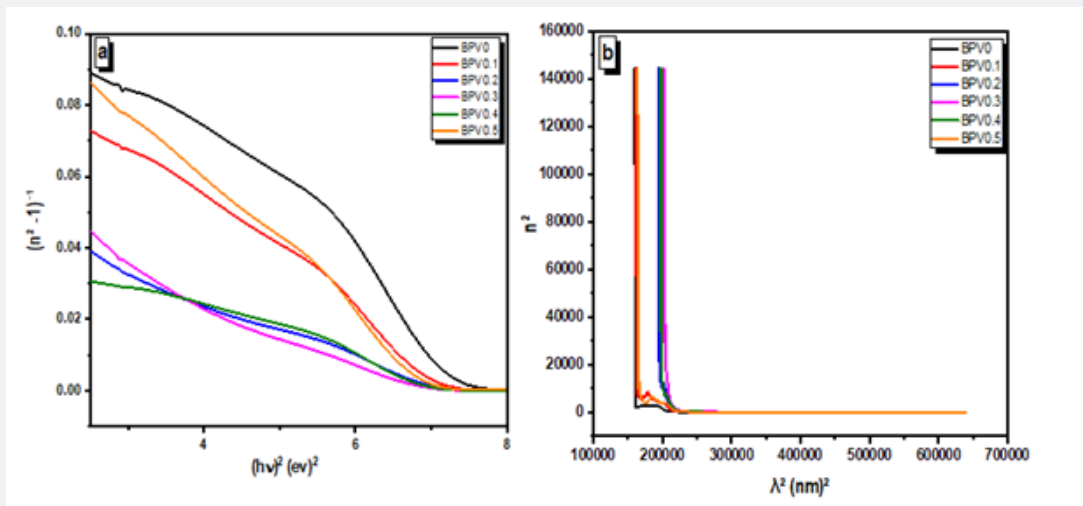 a
0.10
0.08
0.06
0.04
0.02
0.00
(n² -1)⁻¹
4
6
8
(hν)² (ev)²
BPV0
BPV0.1
BPV0.2
BPV0.3
BPV0.4
BPV0.5
b
160000
140000
120000
100000
80000
60000
40000
20000
0
n²
100000
200000
300000
400000
500000
600000
700000
λ² (nm)²
BPV0
BPV0.1
BPV0.2
BPV0.3
BPV0.4
BPV0.5